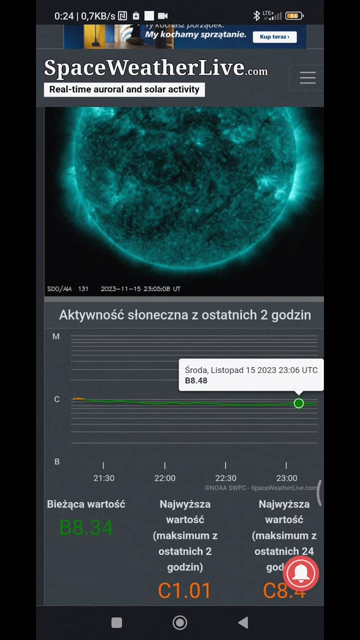 0:24 | 0,7KB/s
Ty kochasz porządek.
My kochamy sprzątanie.
Kup teraz ›
SpaceWeatherLive.com
Real-time auroral and solar activity
SDO/AIA 131 2023-11-15 23:05:08 UT
Aktywność słoneczna z ostatnich 2 godzin
M
Środa, Listopad 15 2023 23:06 UTC
B8.48
C
B
21:30 22:00 22:30 23:00
©NOAA SWPC - SpaceWeatherLive.com
Bieżąca wartość
B8.34
Najwyższa
wartość
(maksimum z
ostatnich 2
godzin)
C1.01
Najwyższa
wartość
(maksimum z
ostatnich 24
C8.4